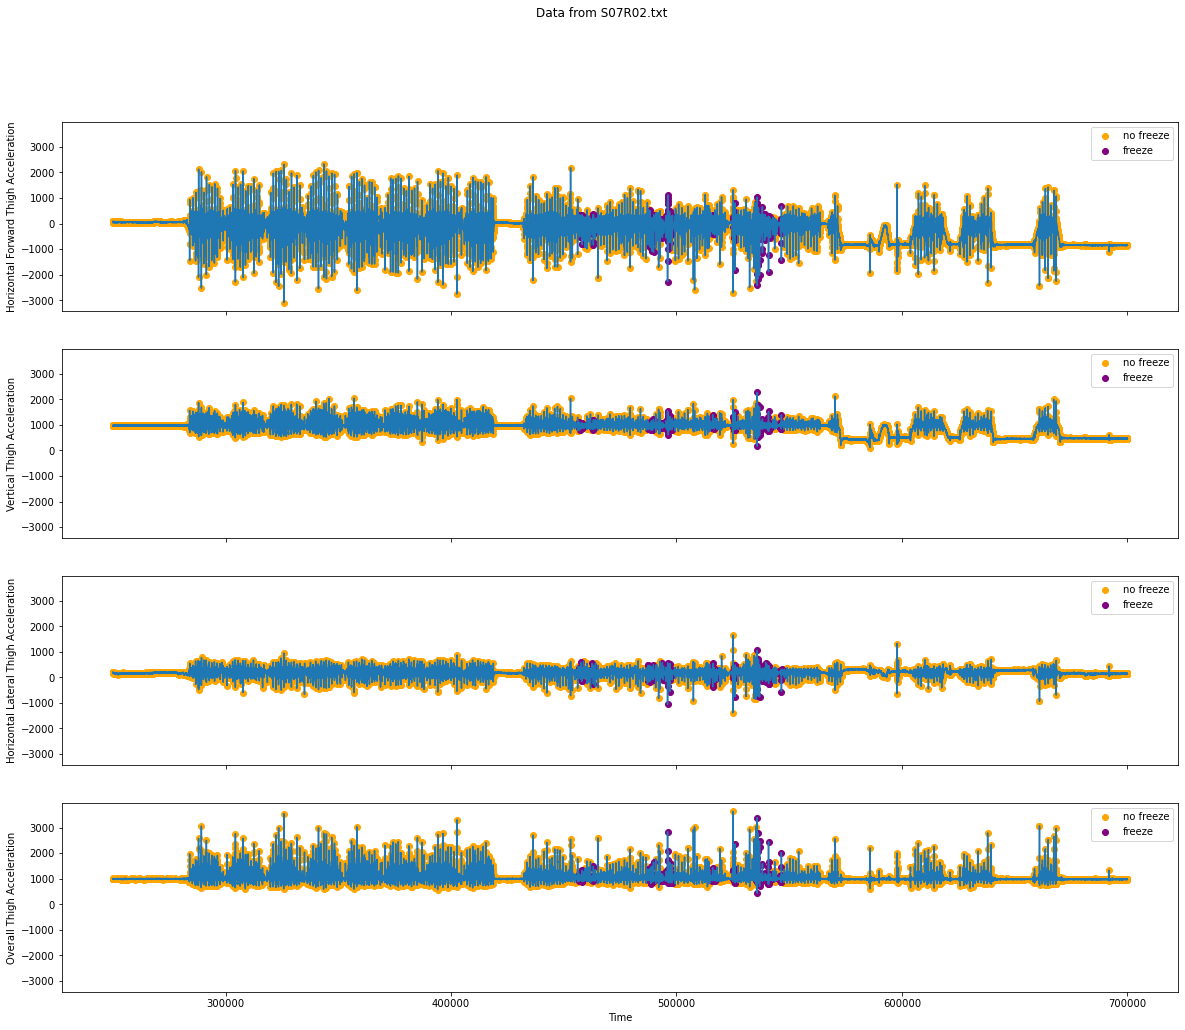 Data from S07R02.txt
Horizontal Forward Thigh Acceleration
3000
2000
1000
0
−1000
−2000
−3000
no freeze
freeze
Vertical Thigh Acceleration
3000
2000
1000
0
−1000
−2000
−3000
no freeze
freeze
Horizontal Lateral Thigh Acceleration
3000
2000
1000
0
−1000
−2000
−3000
no freeze
freeze
Overall Thigh Acceleration
3000
2000
1000
0
−1000
−2000
−3000
no freeze
freeze
300000 400000 500000 600000 700000
Time